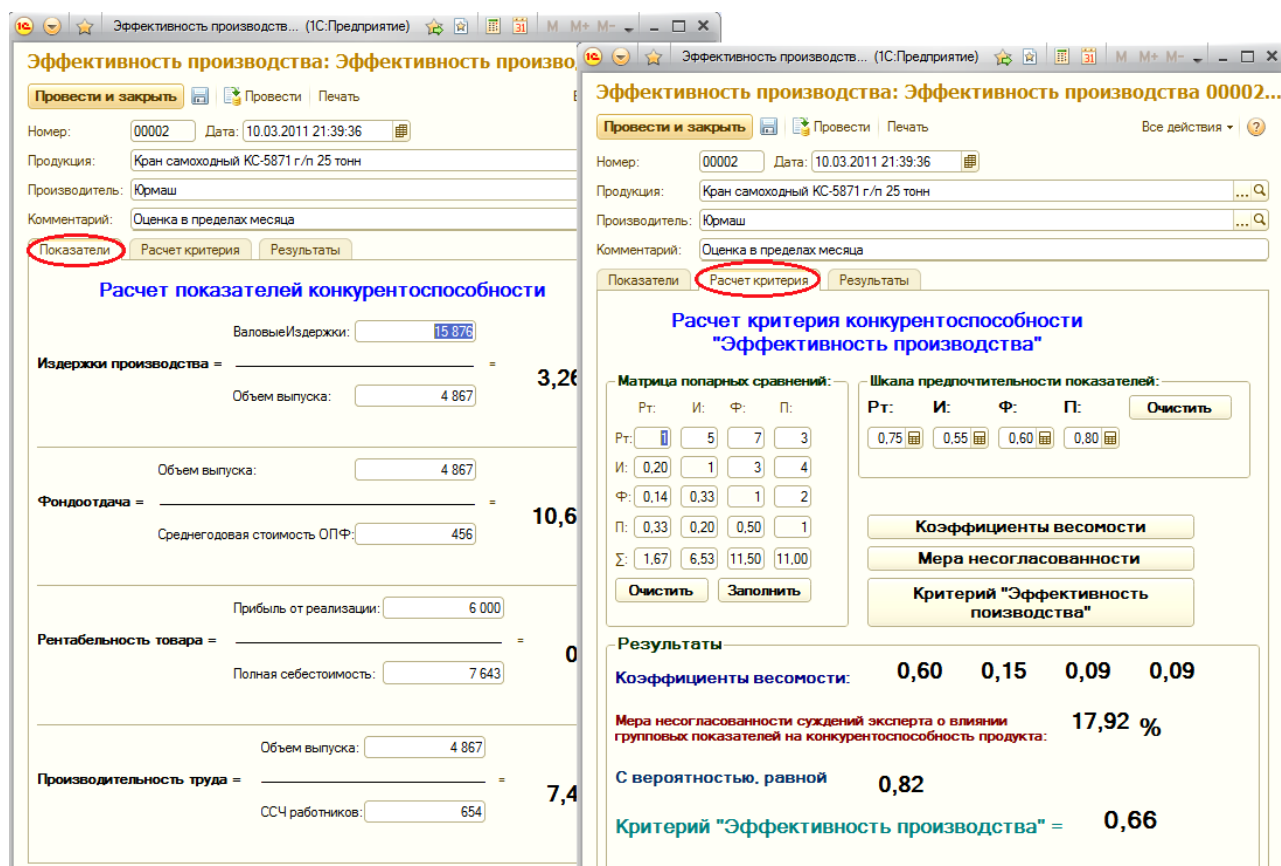 Эффективность производств... (1С:Предприятие) M M+ M-
Эффективность производства: Эффективность произво
Провести и закрыть Провести Печать
Номер: 00002 Дата: 10.03.2011 21:39:36
Продукция: Кран самоходный КС-5871 г/п 25 тонн
Производитель: Юрмаш
Комментарий: Оценка в пределах месяца
Показатели Расчет критерия Результаты
Расчет показателей конкурентоспособности
ВаловыеИздержки: 15 876
Издержки производства = =
3,26
Объем выпуска: 4 867
Объем выпуска: 4 867
Фондоотдача = =
10,6
Среднегодовая стоимость ОПФ: 456
Прибыль от реализации: 6 000
Рентабельность товара = =
0
Полная себестоимость: 7 643
Объем выпуска: 4 867
Производительность труда = =
7,4
ССЧ работников: 654
Эффективность производств... (1С:Предприятие) M M+ M-
Эффективность производства: Эффективность производства 00002...
Провести и закрыть Провести Печать Все действия
Номер: 00002 Дата: 10.03.2011 21:39:36
Продукция: Кран самоходный КС-5871 г/п 25 тонн ...
Производитель: Юрмаш ...
Комментарий: Оценка в пределах месяца
Показатели Расчет критерия Результаты
Расчет критерия конкурентоспособности
"Эффективность производства"
Матрица попарных сравнений:
Рт: И: Ф: П:
Рт: 1 5 7 3
И: 0,20 1 3 4
Ф: 0,14 0,33 1 2
П: 0,33 0,20 0,50 1
Σ: 1,67 6,53 11,50 11,00
Очистить Заполнить
Шкала предпочтительности показателей:
Рт: И: Ф: П: Очистить
0,75 0,55 0,60 0,80
Коэффициенты весомости
Мера несогласованности
Критерий "Эффективность
поизводства"
Результаты
Коэффициенты весомости: 0,60 0,15 0,09 0,09
Мера несогласованности суждений эксперта о влиянии
групповых показателей на конкурентоспособность продукта: 17,92 %
С вероятностью, равной 0,82
Критерий "Эффективность производства" = 0,66